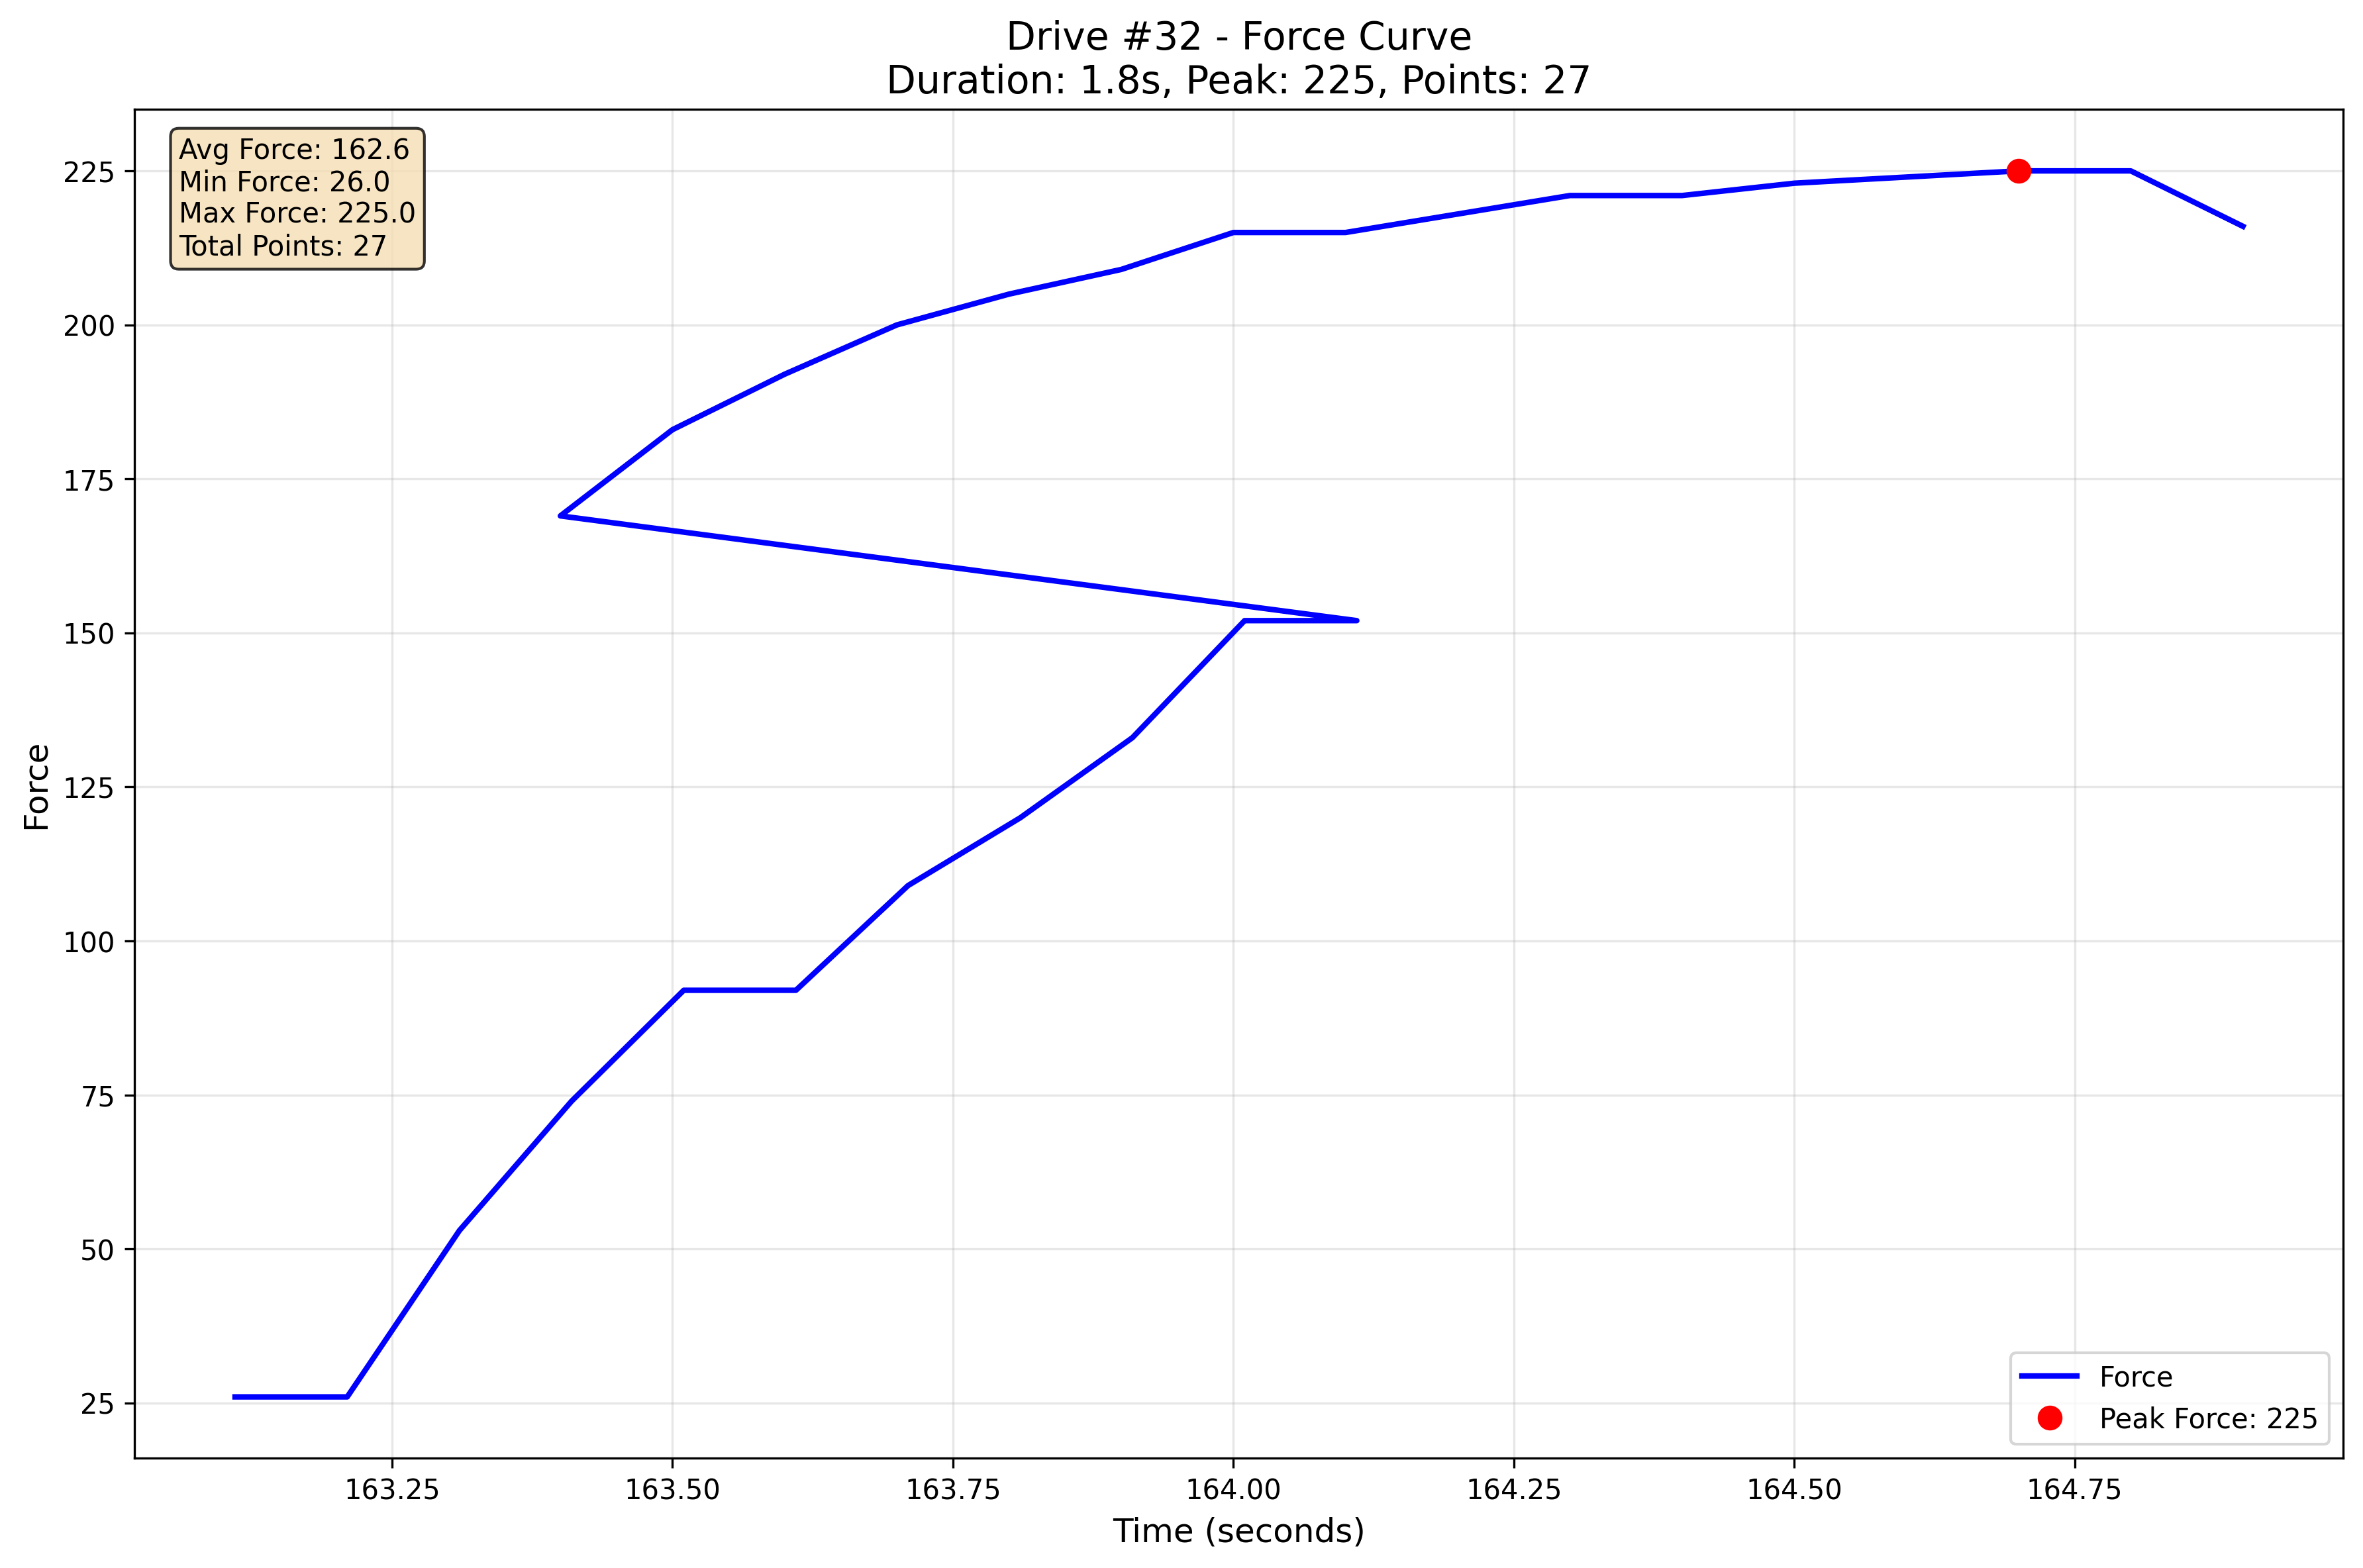 Drive #32 - Force Curve
Duration: 1.8s, Peak: 225, Points: 27
Avg Force: 162.6
Min Force: 26.0
Max Force: 225.0
Total Points: 27
225
200
175
150
125
100
75
50
25
Force
163.25
163.50
163.75
164.00
164.25
164.50
164.75
Time (seconds)
Force
Peak Force: 225